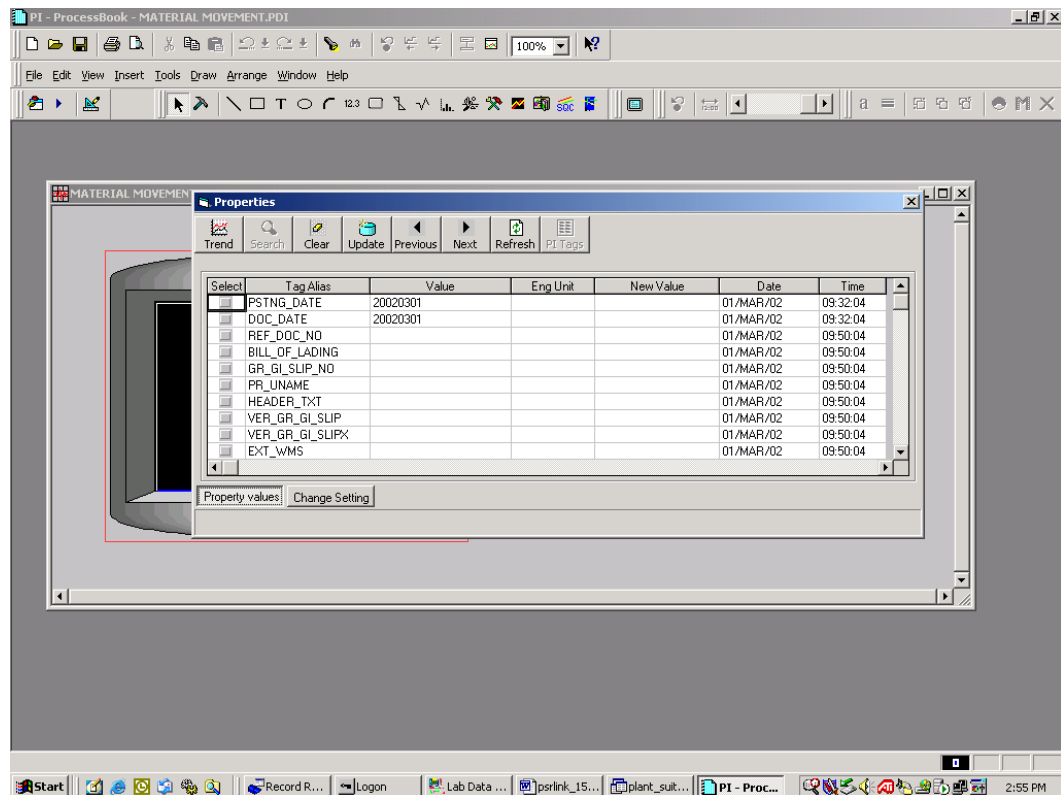 PI - ProcessBook - MATERIAL MOVEMENT.PDI
100%
File Edit View Insert Tools Draw Arrange Window Help
T 12.3 SQC a M
MATERIAL MOVEMEN
Properties
Trend Search Clear Update Previous Next Refresh PI Tags
Select Tag Alias Value Eng Unit New Value Date Time
PSTNG_DATE 20020301 01/MAR/02 09:32:04
DOC_DATE 20020301 01/MAR/02 09:32:04
REF_DOC_NO 01/MAR/02 09:50:04
BILL_OF_LADING 01/MAR/02 09:50:04
GR_GI_SLIP_NO 01/MAR/02 09:50:04
PR_UNAME 01/MAR/02 09:50:04
HEADER_TXT 01/MAR/02 09:50:04
VER_GR_GI_SLIP 01/MAR/02 09:50:04
VER_GR_GI_SLIPX 01/MAR/02 09:50:04
EXT_WMS 01/MAR/02 09:50:04
Property values Change Setting
Start Record R... Logon Lab Data ... psrlink_15... plant_suit... PI - Proc... 2:55 PM